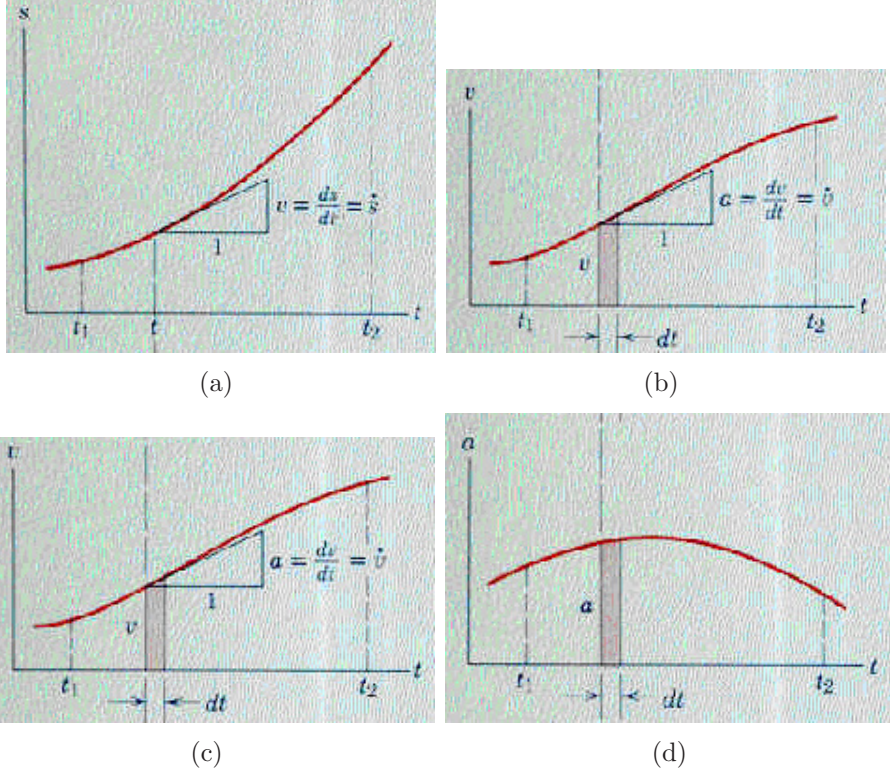 s
v = ds/dt = ṡ
1
t₁ t t₂ t
(a)
v
a = dv/dt = v̇
1
v
t₁ t₂ t
dt
(b)
v
a = dv/dt = v̇
1
v
t₁ t₂ t
dt
(c)
a
a
t₁ t₂ t
dt
(d)